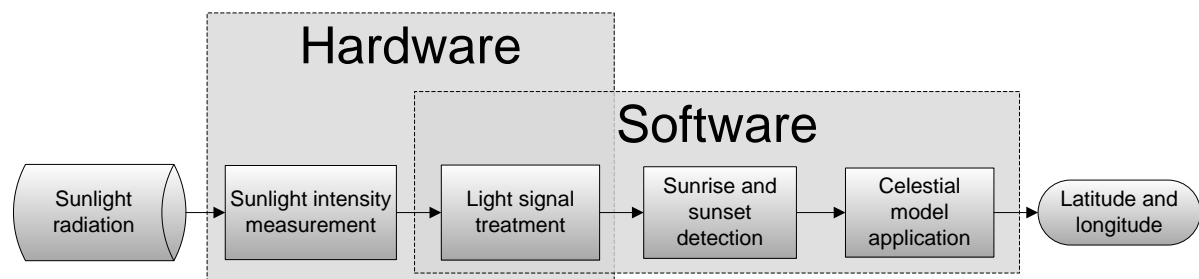 Hardware
Software
Sunlight
radiation
Sunlight intensity
measurement
Light signal
treatment
Sunrise and
sunset
detection
Celestial
model
application
Latitude and
longitude